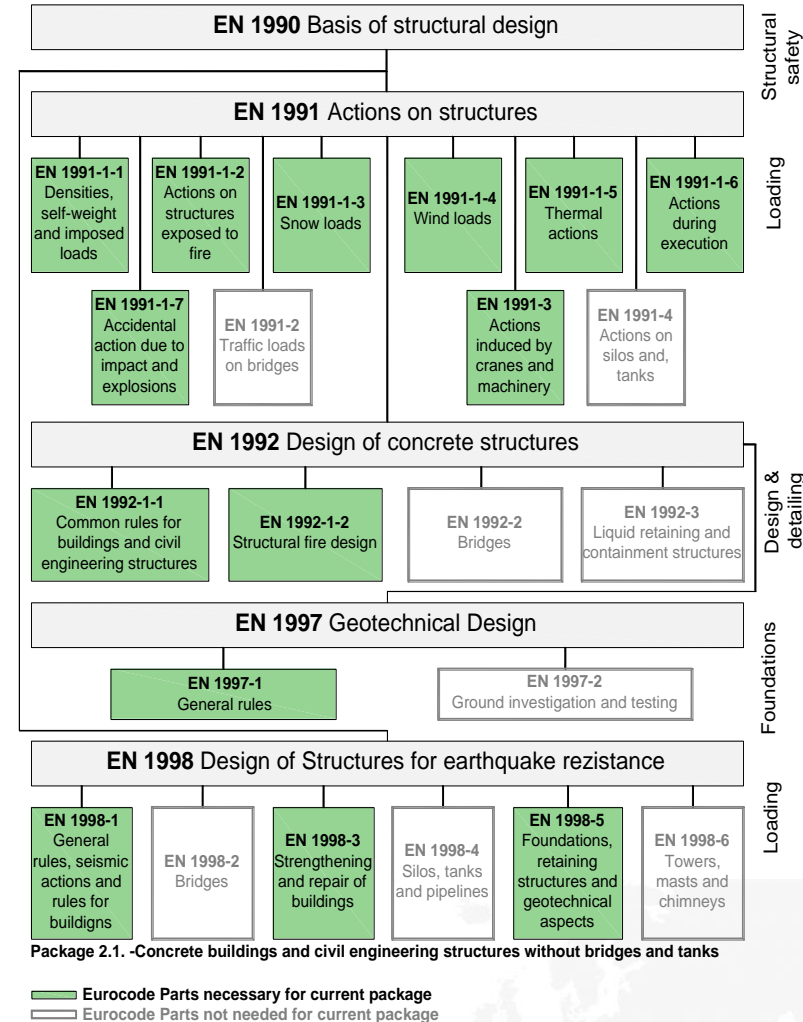 EN 1990 Basis of structural design
Structural
safety
EN 1991 Actions on structures
Loading
EN 1991-1-1
Densities,
self-weight
and imposed
loads
EN 1991-1-2
Actions on
structures
exposed to
fire
EN 1991-1-3
Snow loads
EN 1991-1-4
Wind loads
EN 1991-1-5
Thermal
actions
EN 1991-1-6
Actions
during
execution
EN 1991-1-7
Accidental
action due to
impact and
explosions
EN 1991-2
Traffic loads
on bridges
EN 1991-3
Actions
induced by
cranes and
machinery
EN 1991-4
Actions on
silos and,
tanks
EN 1992 Design of concrete structures
Design &
detailing
EN 1992-1-1
Common rules for
buildings and civil
engineering structures
EN 1992-1-2
Structural fire design
EN 1992-2
Bridges
EN 1992-3
Liquid retaining and
containment structures
EN 1997 Geotechnical Design
Foundations
EN 1997-1
General rules
EN 1997-2
Ground investigation and testing
EN 1998 Design of Structures for earthquake rezistance
Loading
EN 1998-1
General
rules, seismic
actions and
rules for
buildigns
EN 1998-2
Bridges
EN 1998-3
Strengthening
and repair of
buildings
EN 1998-4
Silos, tanks
and pipelines
EN 1998-5
Foundations,
retaining
structures and
geotechnical
aspects
EN 1998-6
Towers,
masts and
chimneys
Package 2.1. -Concrete buildings and civil engineering structures without bridges and tanks
Eurocode Parts necessary for current package
Eurocode Parts not needed for current package